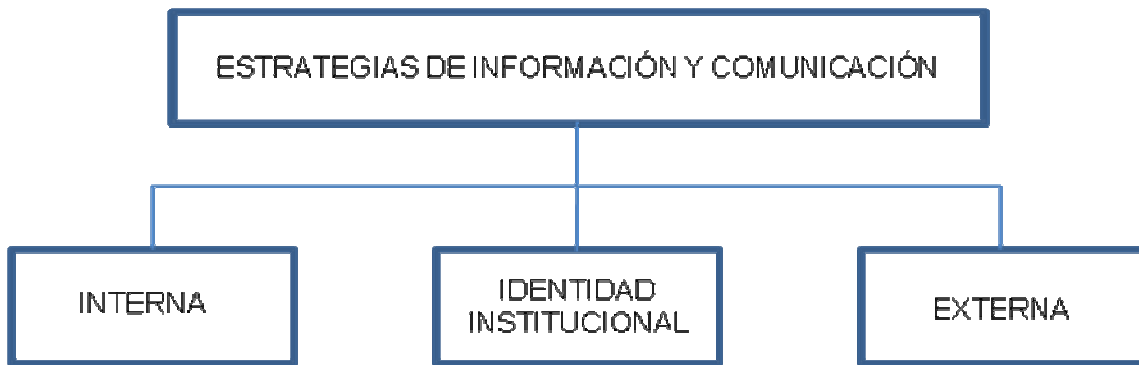 ESTRATEGIAS DE INFORMACIÓN Y COMUNICACIÓN
INTERNA
IDENTIDAD
INSTITUCIONAL
EXTERNA